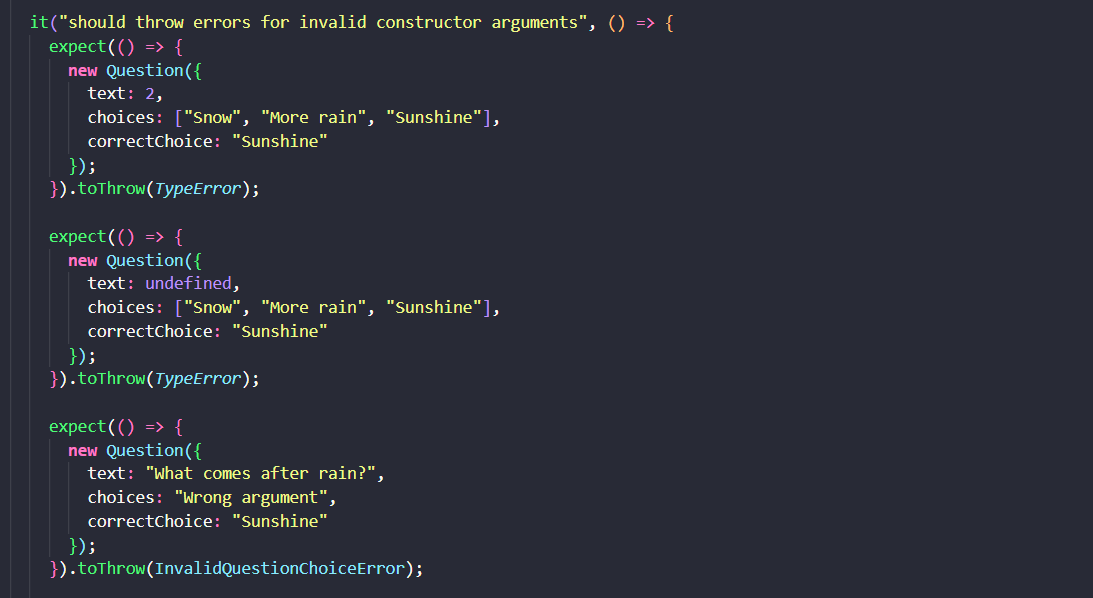 it("should throw errors for invalid constructor arguments", () => {
expect(() => {
new Question({
text: 2,
choices: ["Snow", "More rain", "Sunshine"],
correctChoice: "Sunshine"
});
}).toThrow(TypeError);
expect(() => {
new Question({
text: undefined,
choices: ["Snow", "More rain", "Sunshine"],
correctChoice: "Sunshine"
});
}).toThrow(TypeError);
expect(() => {
new Question({
text: "What comes after rain?",
choices: "Wrong argument",
correctChoice: "Sunshine"
});
}).toThrow(InvalidQuestionChoiceError);